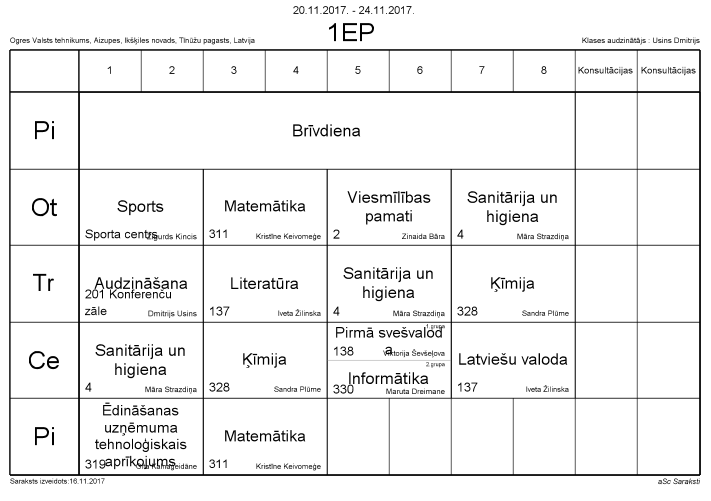 20.11.2017. - 24.11.2017.
Ogres Valsts tehnikums, Aizupes, Ikšķiles novads, Tīnūžu pagasts, Latvija
1EP
Klases audzinātājs : Usins Dmitrijs
1 2 3 4 5 6 7 8 Konsultācijas Konsultācijas
Pi
Brīvdiena
Ot
Sports
Sporta centrs Zigurds Kincis
Matemātika
311 Kristīne Keivomeģe
Viesmīlības
pamati
2 Zinaida Bāra
Sanitārija un
higiena
4 Māra Strazdiņa
Tr
Audzināšana
201 Konferenču
zāle Dmitrijs Usins
Literatūra
137 Iveta Žilinska
Sanitārija un
higiena
4 Māra Strazdiņa
Ķīmija
328 Sandra Plūme
Ce
Sanitārija un
higiena
4 Māra Strazdiņa
Ķīmija
328 Sandra Plūme
1.grupa
Pirmā svešvalod
a
138 Viktorija Ševšeļova
2.grupa
Informātika
330 Maruta Dreimane
Latviešu valoda
137 Iveta Žilinska
Pi
Ēdināšanas
uzņēmuma
tehnoloģiskais
aprīkojums
319
Matemātika
311 Kristīne Keivomeģe
Saraksts izveidots:16.11.2017
aSc Saraksti